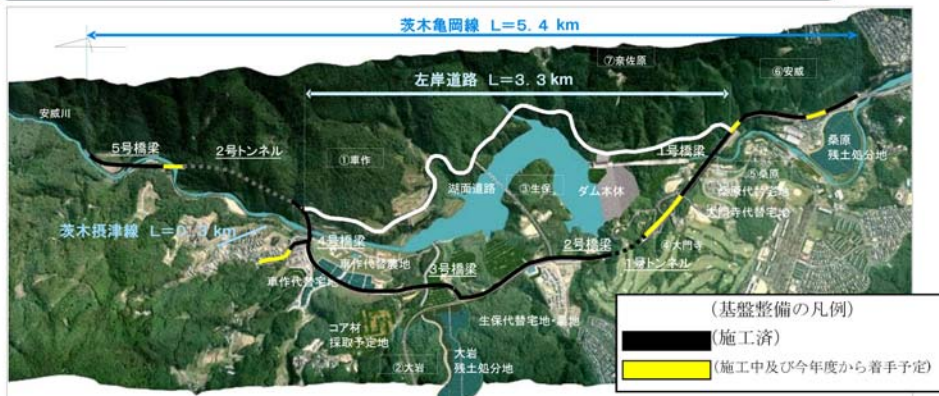 茨木亀岡線 L=5.4km
⑦奈佐原
⑥安威
左岸道路 L=3.3km
安威川
5号橋梁
2号トンネル
①車作
1号橋梁
桑原
残土処分地
湖面道路
③生保
ダム本体
⑤桑原
桑原代替宅地
大門寺代替宅地
茨木摂津線 L=0.3km
4号橋梁
2号橋梁
④大門寺
車作代替農地
3号橋梁
1号トンネル
車作代替宅地
生保代替宅地・墓地
コア材
採取予定地
②大岩
大岩
残土処分地
(基盤整備の凡例)
(施工済)
(施工中及び今年度から着手予定)